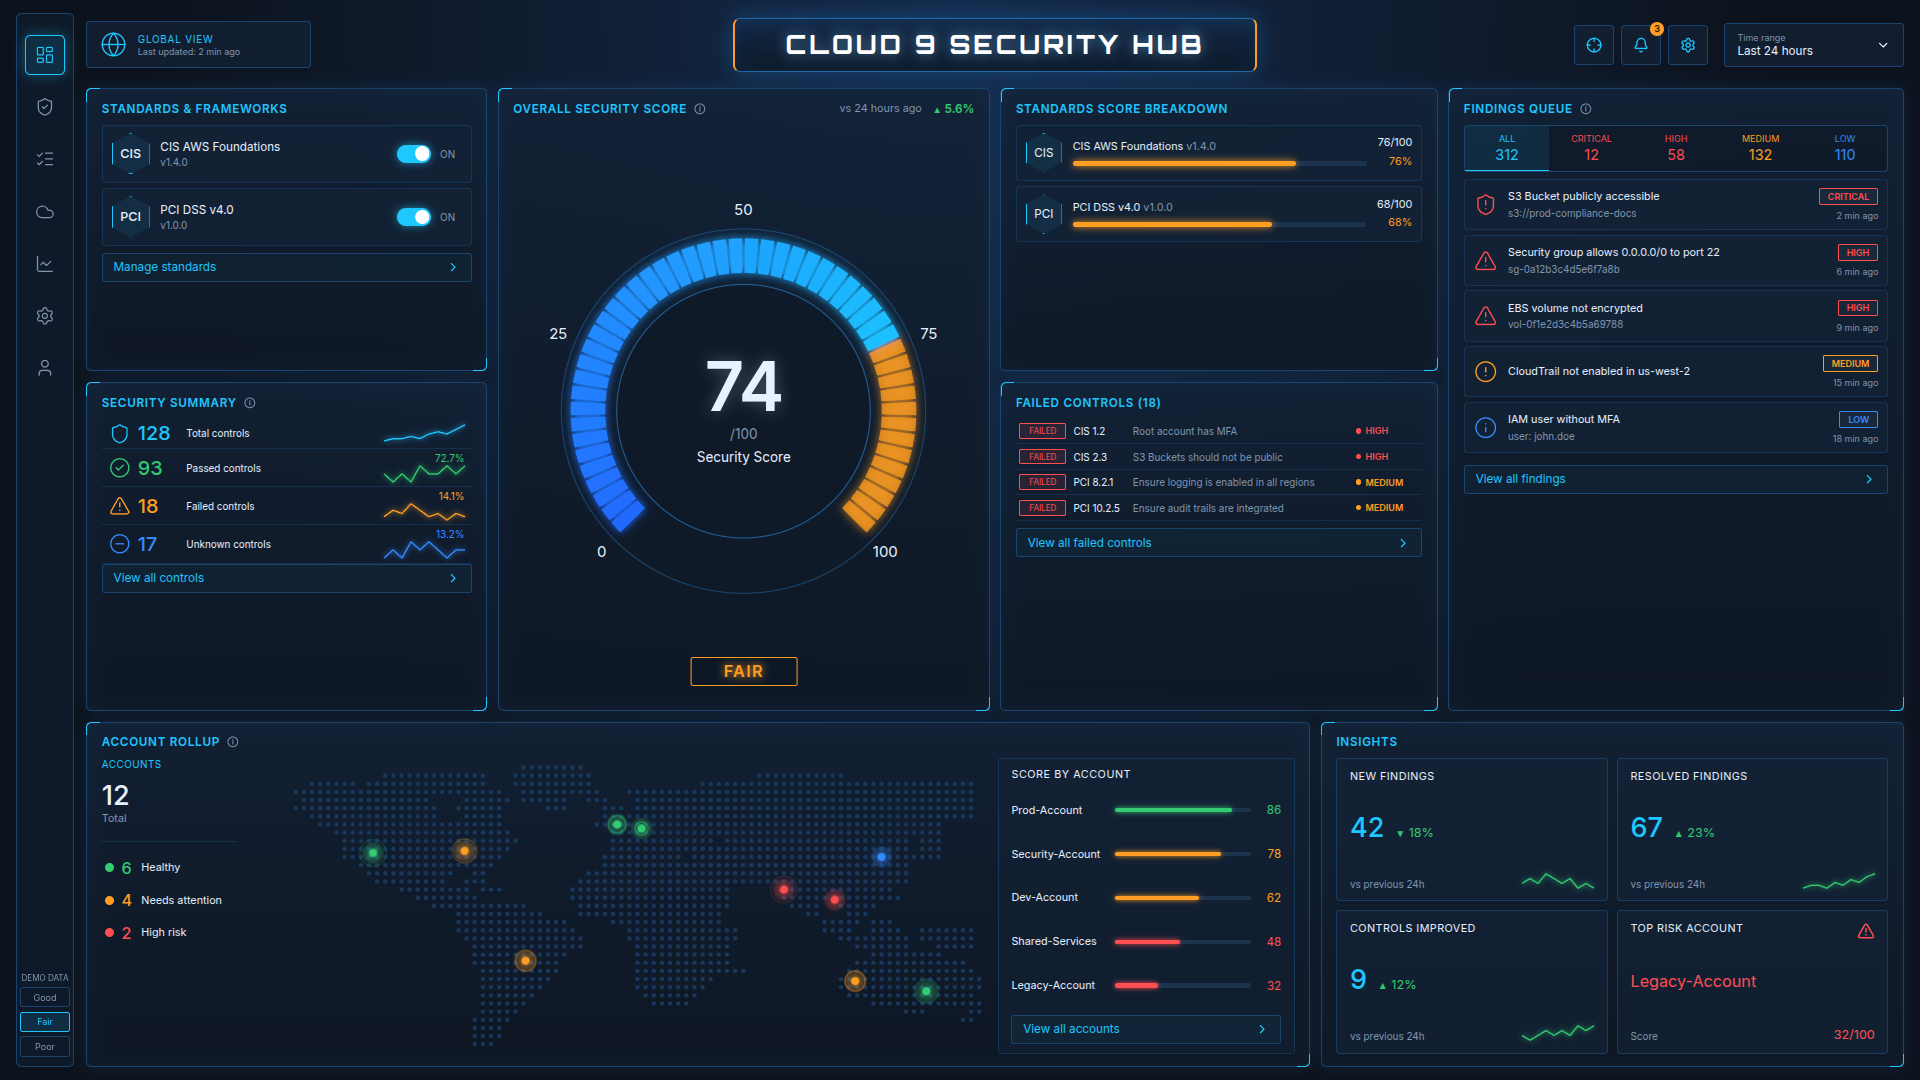 GLOBAL VIEW
Last updated: 2 min ago
CLOUD 9 SECURITY HUB
3
Time range
Last 24 hours
STANDARDS & FRAMEWORKS
CIS
CIS AWS Foundations
v1.4.0
ON
PCI
PCI DSS v4.0
v1.0.0
ON
Manage standards
SECURITY SUMMARY
128 Total controls
93 Passed controls 72.7%
18 Failed controls 14.1%
17 Unknown controls 13.2%
View all controls
OVERALL SECURITY SCORE
vs 24 hours ago ▲ 5.6%
50
25
75
74
/100
Security Score
0
100
FAIR
STANDARDS SCORE BREAKDOWN
CIS
CIS AWS Foundations v1.4.0
76/100
76%
PCI
PCI DSS v4.0 v1.0.0
68/100
68%
FAILED CONTROLS (18)
FAILED CIS 1.2 Root account has MFA HIGH
FAILED CIS 2.3 S3 Buckets should not be public HIGH
FAILED PCI 8.2.1 Ensure logging is enabled in all regions MEDIUM
FAILED PCI 10.2.5 Ensure audit trails are integrated MEDIUM
View all failed controls
FINDINGS QUEUE
ALL CRITICAL HIGH MEDIUM LOW
312 12 58 132 110
S3 Bucket publicly accessible
s3://prod-compliance-docs
CRITICAL
2 min ago
Security group allows 0.0.0.0/0 to port 22
sg-0a12b3c4d5e6f7a8b
HIGH
6 min ago
EBS volume not encrypted
vol-0f1e2d3c4b5a69788
HIGH
9 min ago
CloudTrail not enabled in us-west-2
MEDIUM
15 min ago
IAM user without MFA
user: john.doe
LOW
18 min ago
View all findings
ACCOUNT ROLLUP
ACCOUNTS
12
Total
6 Healthy
4 Needs attention
2 High risk
SCORE BY ACCOUNT
Prod-Account 86
Security-Account 78
Dev-Account 62
Shared-Services 48
Legacy-Account 32
View all accounts
INSIGHTS
NEW FINDINGS
42 ▼ 18%
vs previous 24h
RESOLVED FINDINGS
67 ▲ 23%
vs previous 24h
CONTROLS IMPROVED
9 ▲ 12%
vs previous 24h
TOP RISK ACCOUNT
Legacy-Account
Score 32/100
DEMO DATA
Good
Fair
Poor